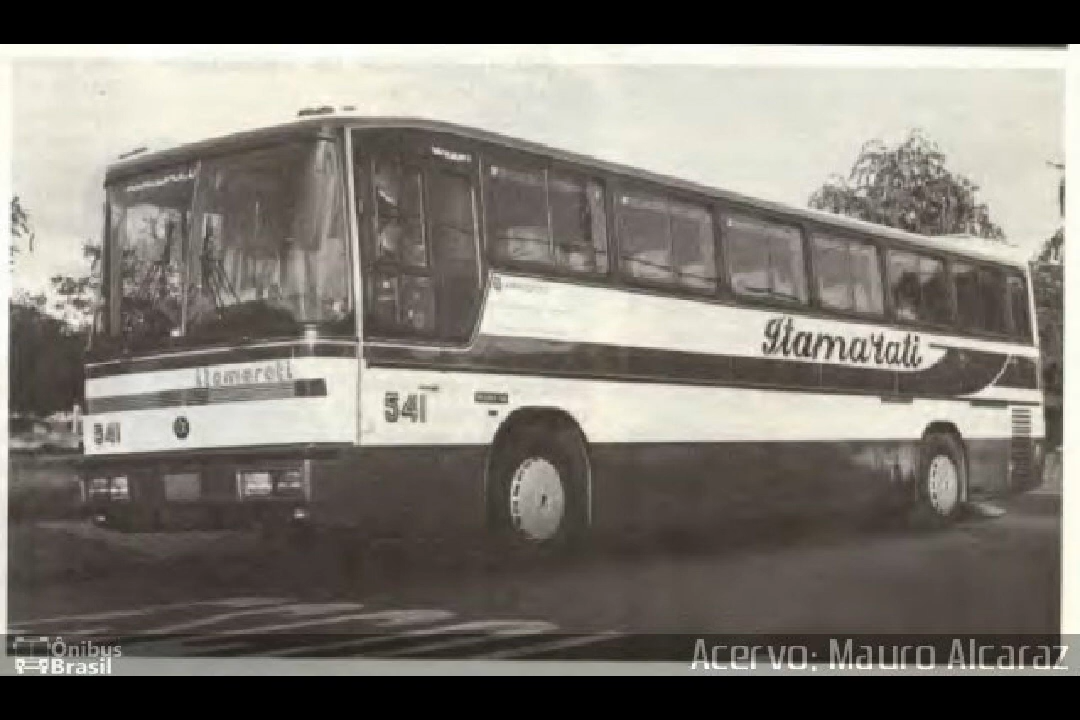 Itamarati
541
Itamarati
541
Ônibus
Brasil
Acervo: Mauro Alcaraz